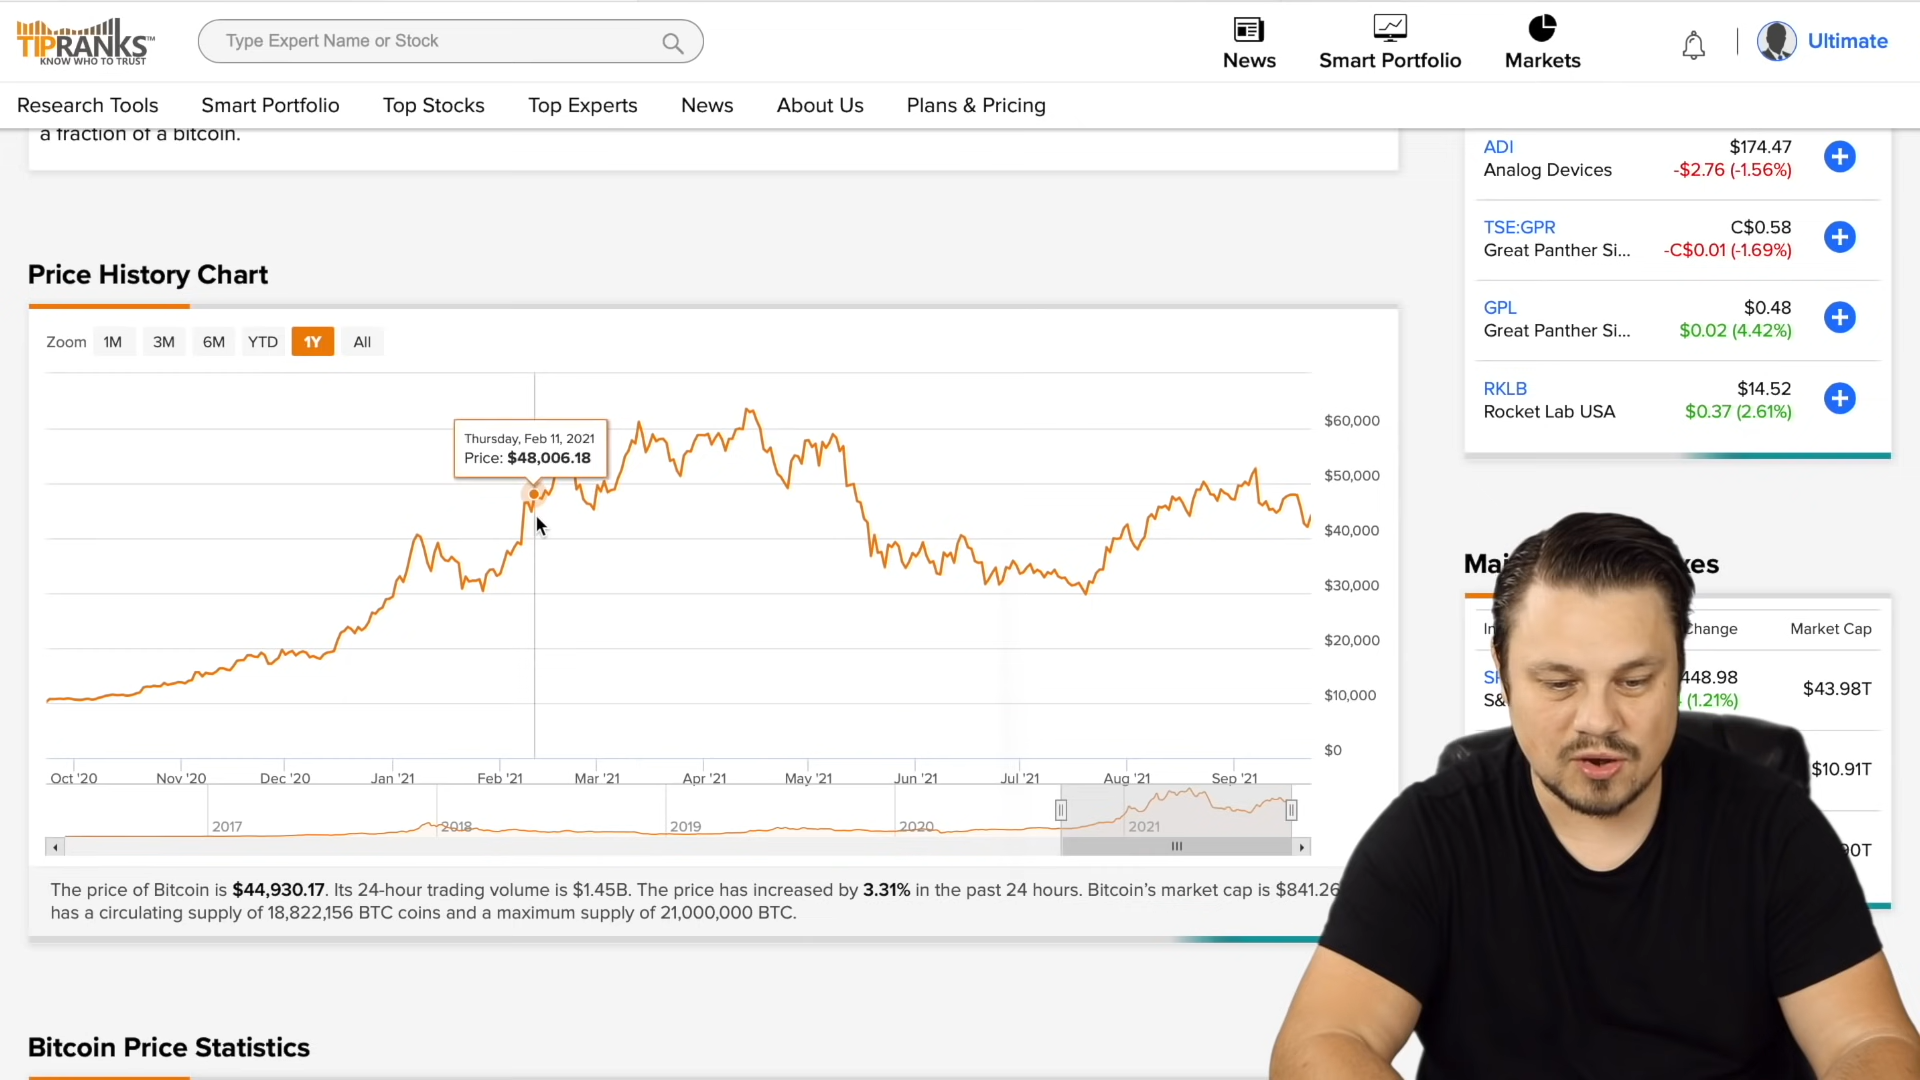 TIPRANKS™
KNOW WHO TO TRUST
Type Expert Name or Stock
News
Smart Portfolio
Markets
Ultimate
Research Tools
Smart Portfolio
Top Stocks
Top Experts
News
About Us
Plans & Pricing
a fraction of a bitcoin.
ADI
$174.47
Analog Devices
-$2.76 (-1.56%)
TSE:GPR
C$0.58
Great Panther Si...
-C$0.01 (-1.69%)
GPL
$0.48
Great Panther Si...
$0.02 (4.42%)
RKLB
$14.52
Rocket Lab USA
$0.37 (2.61%)
Price History Chart
Zoom 1M 3M 6M YTD 1Y All
Thursday, Feb 11, 2021
Price: $48,006.18
$60,000
$50,000
$40,000
$30,000
$20,000
$10,000
$0
Oct '20 Nov '20 Dec '20 Jan '21 Feb '21 Mar '21 Apr '21 May '21 Jun '21 Jul '21 Aug '21 Sep '21
2017 2018 2019 2020 2021
The price of Bitcoin is $44,930.17. Its 24-hour trading volume is $1.45B. The price has increased by 3.31% in the past 24 hours. Bitcoin's market cap is $841.26
has a circulating supply of 18,822,156 BTC coins and a maximum supply of 21,000,000 BTC.
Change
Market Cap
448.98
S&
(1.21%)
$43.98T
$10.91T
Bitcoin Price Statistics